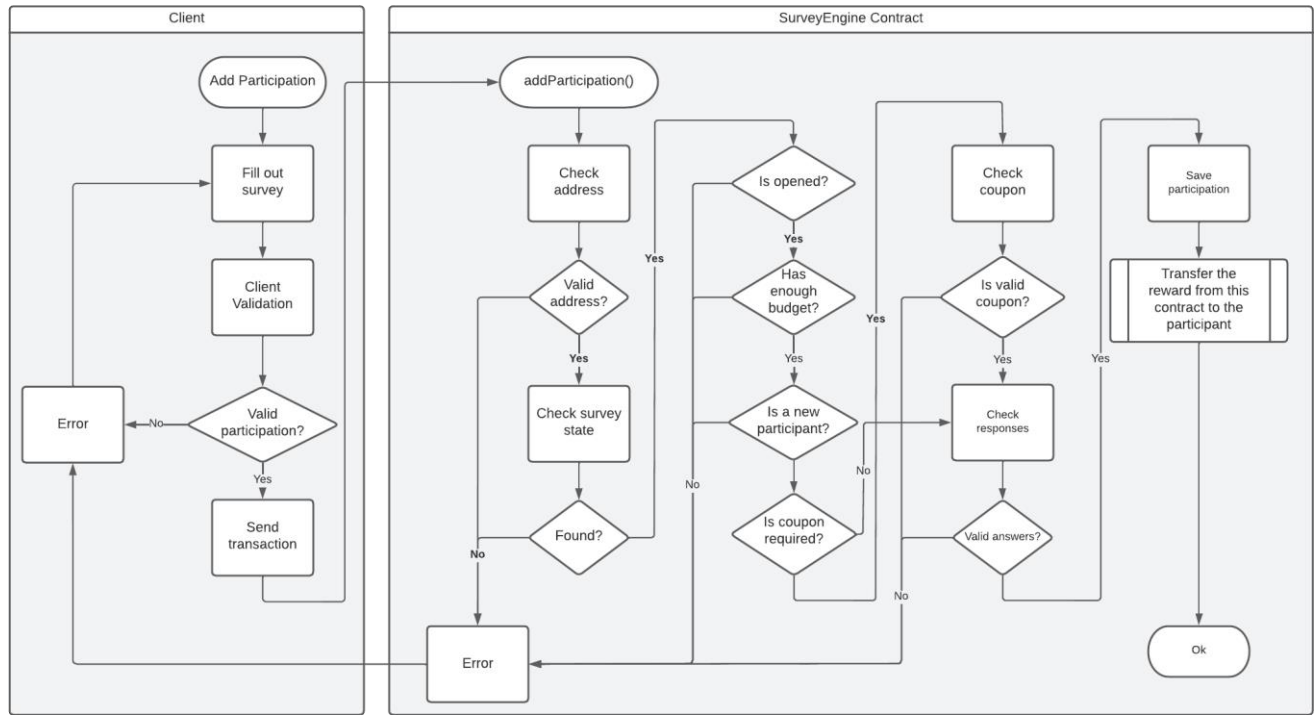 Client
Add Participation
Fill out
survey
Client
Validation
Error
No
Valid
participation?
Yes
Send
transaction
SurveyEngine Contract
addParticipation()
Check
address
Valid
address?
Yes
Check survey
state
Found?
No
Error
Yes
Is opened?
Yes
Has
enough
budget?
Yes
Is a new
participant?
No
Is coupon
required?
No
Yes
Check
coupon
Is valid
coupon?
Yes
Check
responses
Valid answers?
No
Yes
Save
participation
Transfer the
reward from this
contract to the
participant
Ok